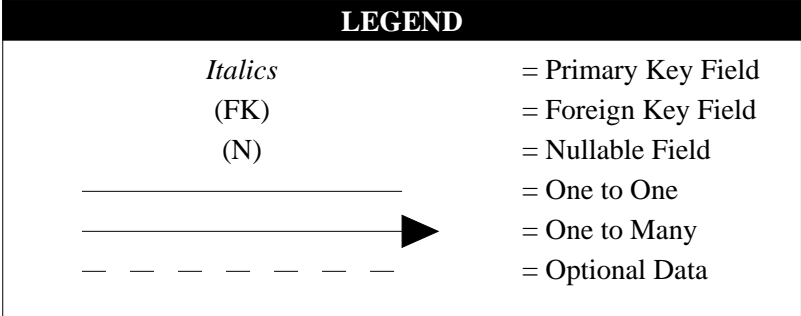 LEGEND
Italics = Primary Key Field
(FK) = Foreign Key Field
(N) = Nullable Field
= One to One
= One to Many
= Optional Data